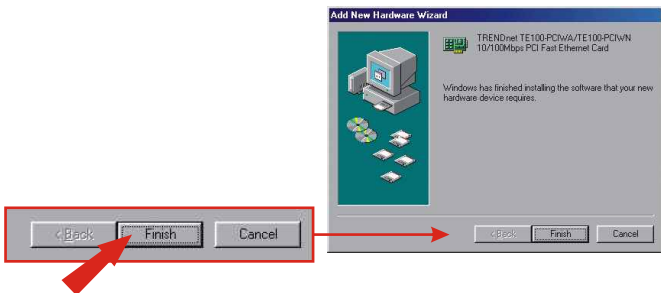 Add New Hardware Wizard
TRENDnet TE100-PCIWA/TE100-PCIWN
10/100Mbps PCI Fast Ethernet Card
Windows has finished installing the software that your new
hardware device requires.
< Back Finish Cancel
< Back Finish Cancel